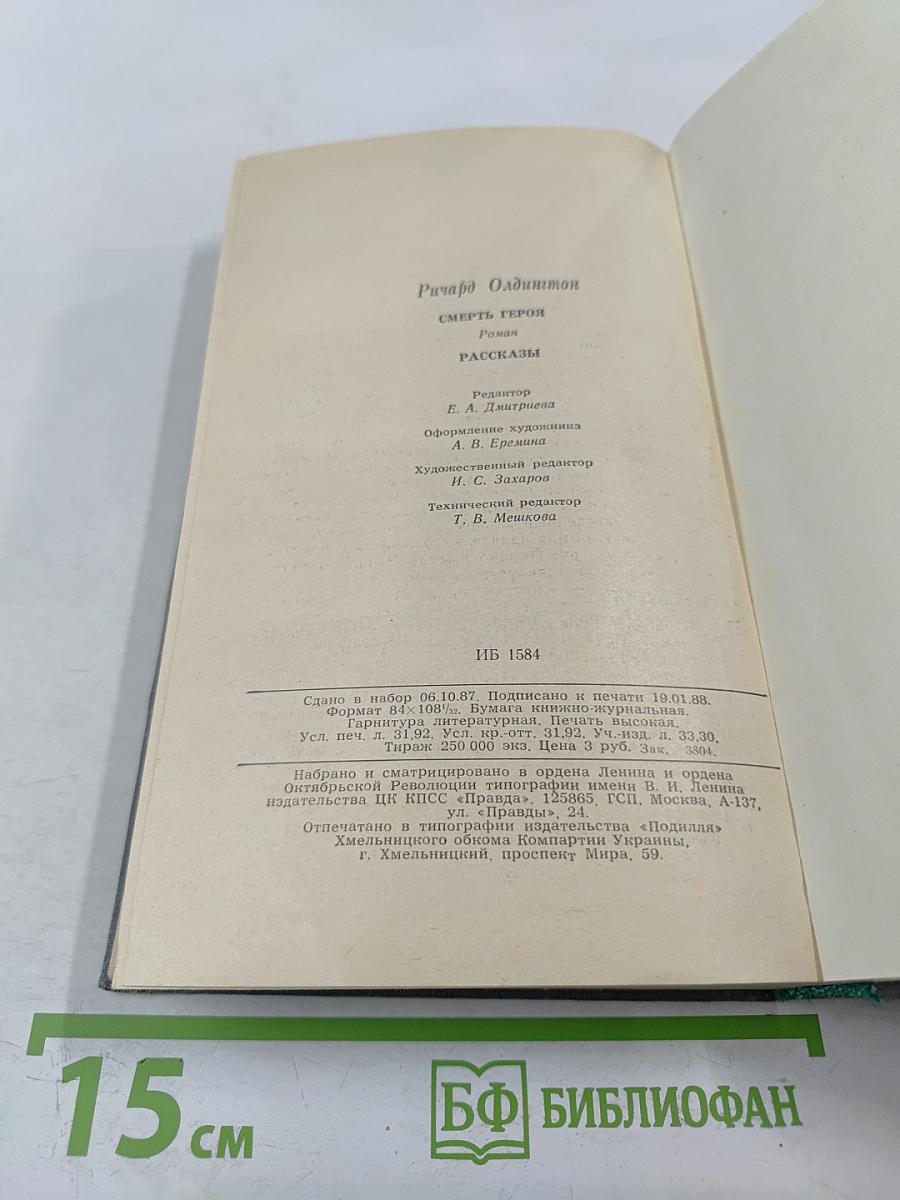 Ричард Олдингтон
СМЕРТЬ ГЕРОЯ
Роман
РАССКАЗЫ
Редактор
Е. А. Дмитриева
Оформление художника
А. В. Еремина
Художественный редактор
И. С. Захаров
Технический редактор
Т. В. Мешкова
ИБ 1584
Сдано в набор 06.10.87. Подписано к печати 19.01.88.
Формат 84×108¹/₃₂. Бумага книжно-журнальная.
Гарнитура литературная. Печать высокая.
Усл. печ. л. 31,92. Усл. кр.-отт. 31,92. Уч.-изд. л. 33,30.
Тираж 250 000 экз. Цена 3 руб. Зак. 3804.
Набрано и сматрицировано в ордена Ленина и ордена
Октябрьской Революции типографии имени В. И. Ленина
издательства ЦК КПСС «Правда». 125865, ГСП, Москва, А-137,
ул. «Правды», 24.
Отпечатано в типографии издательства «Подилля»
Хмельницкого обкома Компартии Украины,
г. Хмельницкий, проспект Мира, 59.
15 см
БФ БИБЛИОФАН